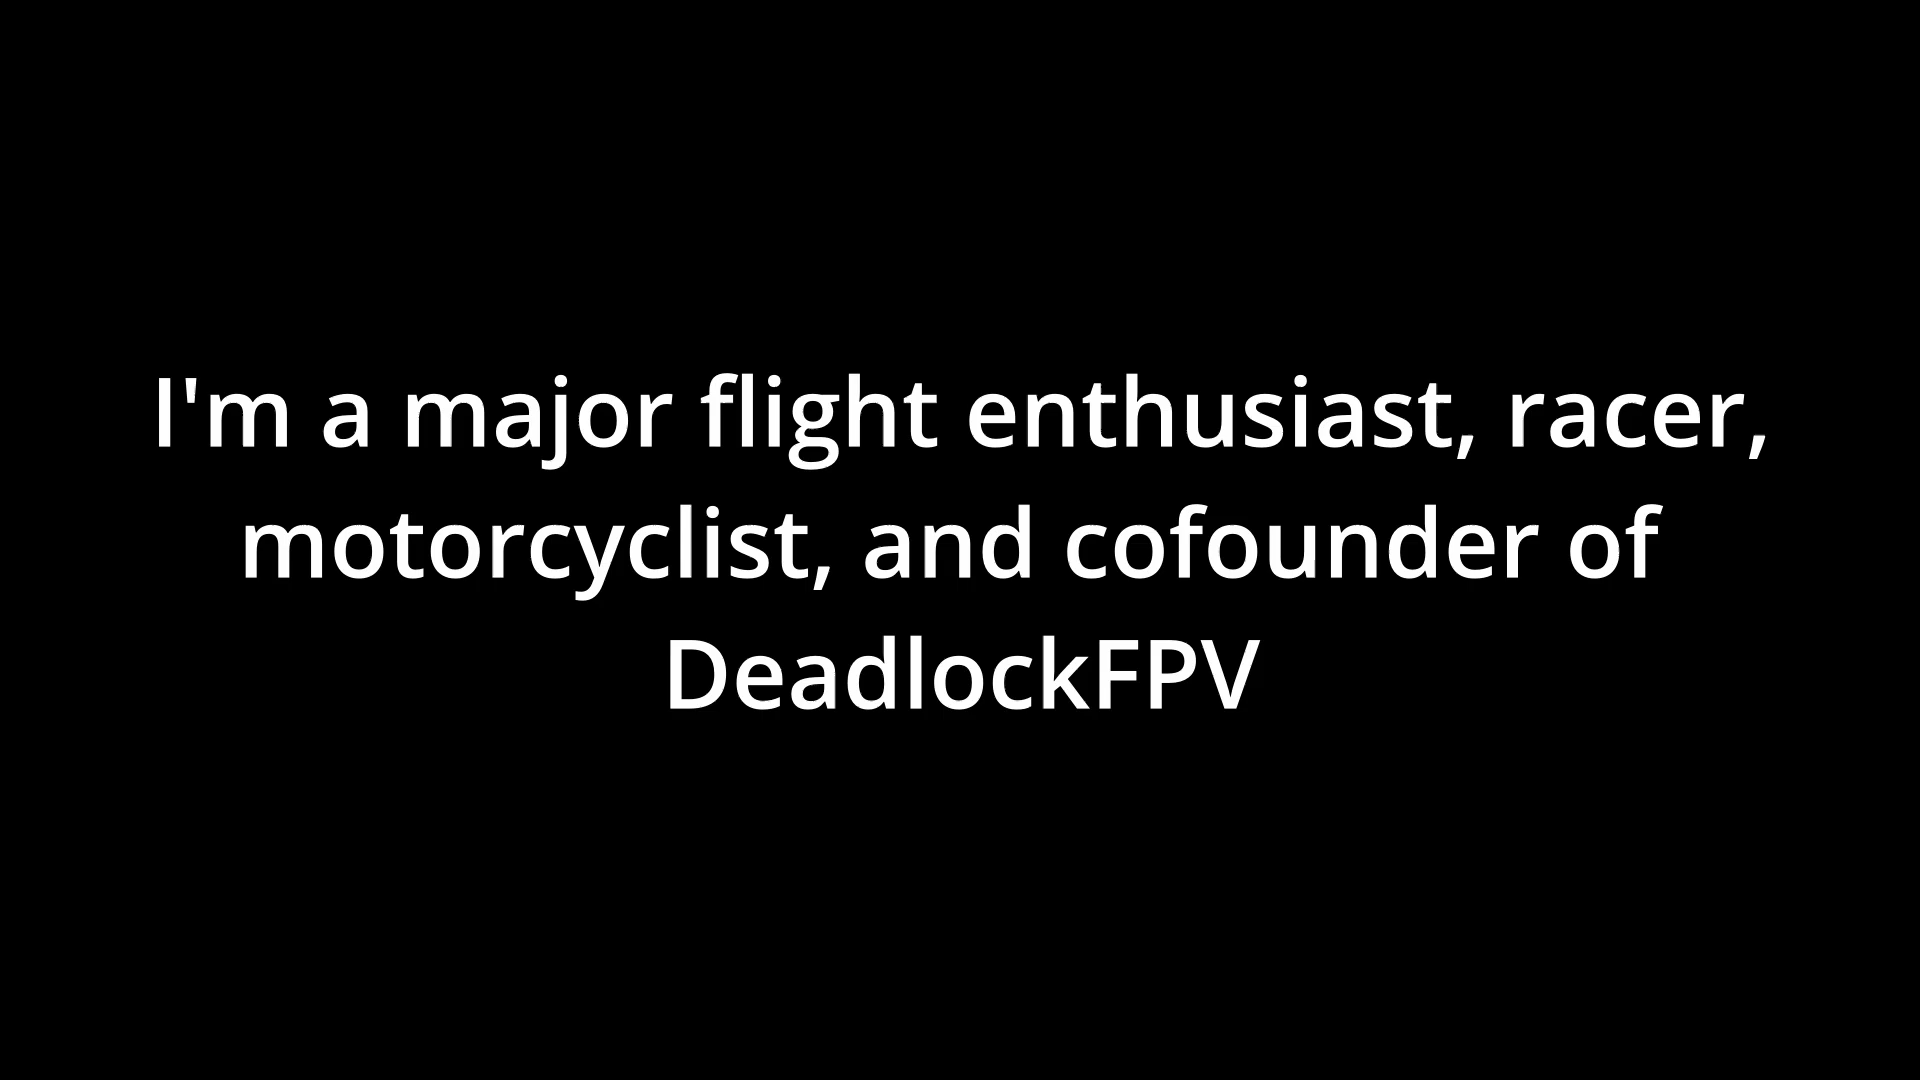 I'm a major flight enthusiast, racer,
motorcyclist, and cofounder of
DeadlockFPV